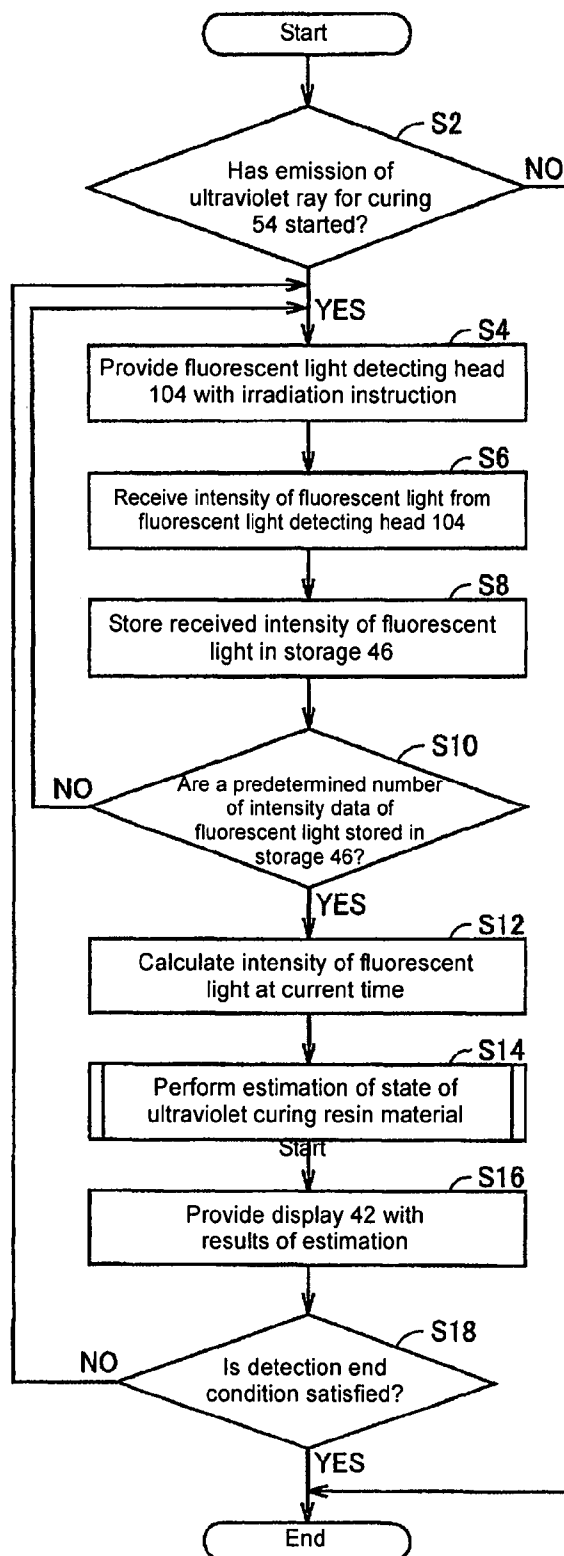 Start
S2
Has emission of
ultraviolet ray for curing
54 started?
NO
YES
S4
Provide fluorescent light detecting head
104 with irradiation instruction
S6
Receive intensity of fluorescent light from
fluorescent light detecting head 104
S8
Store received intensity of fluorescent
light in storage 46
S10
NO
Are a predetermined number
of intensity data of
fluorescent light stored in
storage 46?
YES
S12
Calculate intensity of fluorescent
light at current time
S14
Perform estimation of state of
ultraviolet curing resin material
Start
S16
Provide display 42 with
results of estimation
S18
NO
Is detection end
condition satisfied?
YES
End